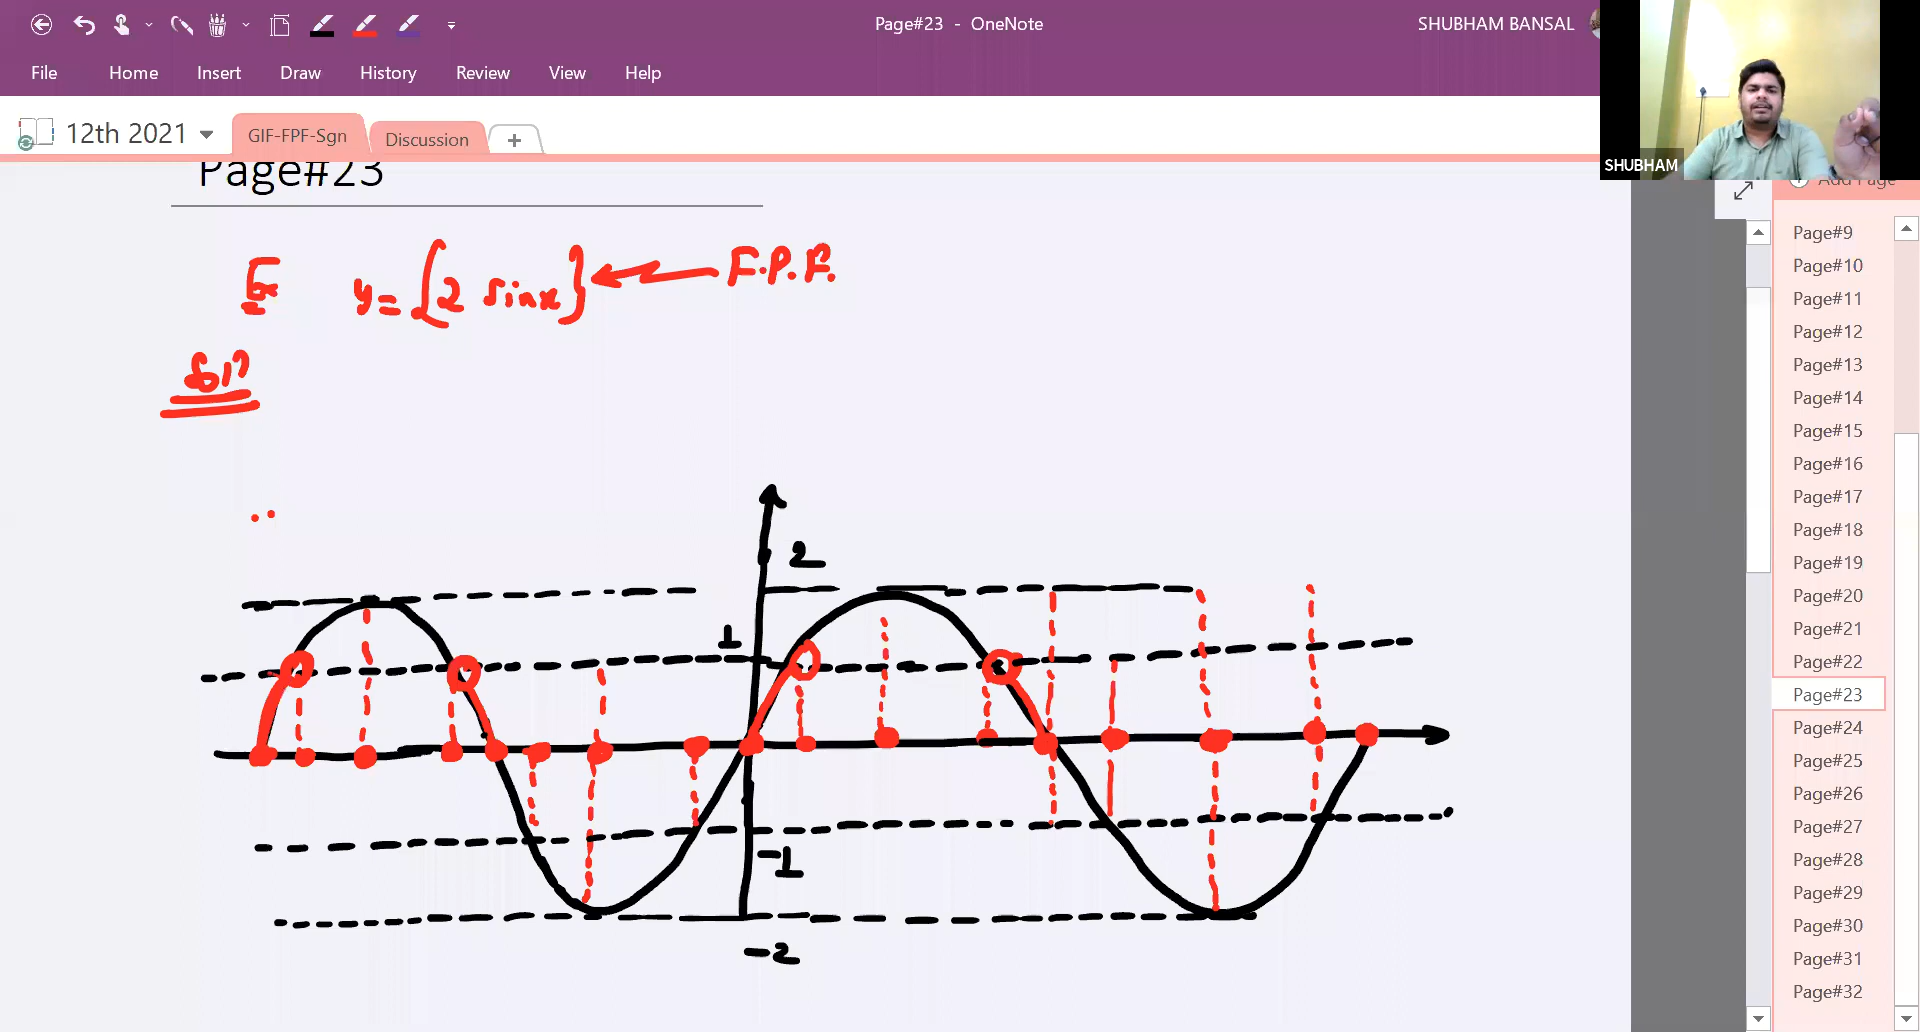 Page#23 - OneNote
SHUBHAM BANSAL
File Home Insert Draw History Review View Help
12th 2021
GIF-FPF-Sgn
Discussion
SHUBHAM
Add Page
Page#23
Ex y = {2 sinx} F.P.F.
Sol?
2
1
-1
-2
Page#9
Page#10
Page#11
Page#12
Page#13
Page#14
Page#15
Page#16
Page#17
Page#18
Page#19
Page#20
Page#21
Page#22
Page#23
Page#24
Page#25
Page#26
Page#27
Page#28
Page#29
Page#30
Page#31
Page#32